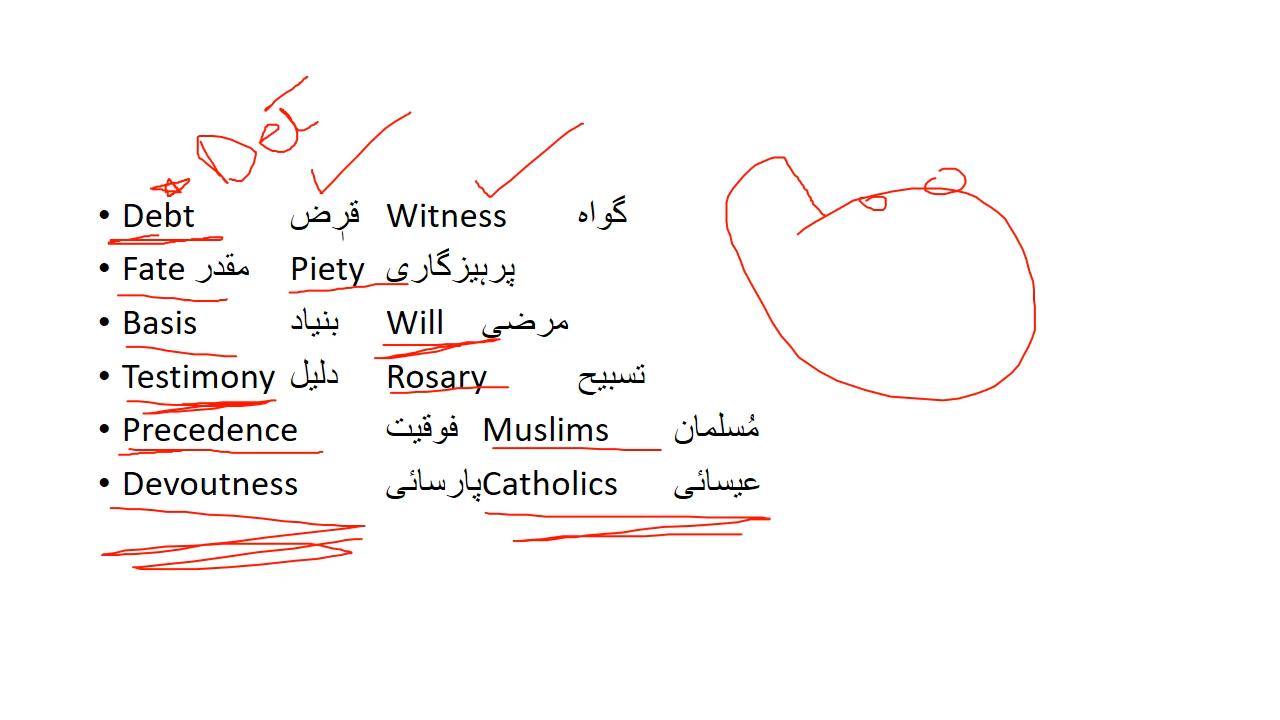 • Debt قرض Witness گواہ
• Fate مقدر Piety پرہیزگاری
• Basis بنیاد Will مرضی
• Testimony دلیل Rosary تسبیح
• Precedence فوقیت Muslims مُسلمان
• Devoutness پارسائی Catholics عیسائی